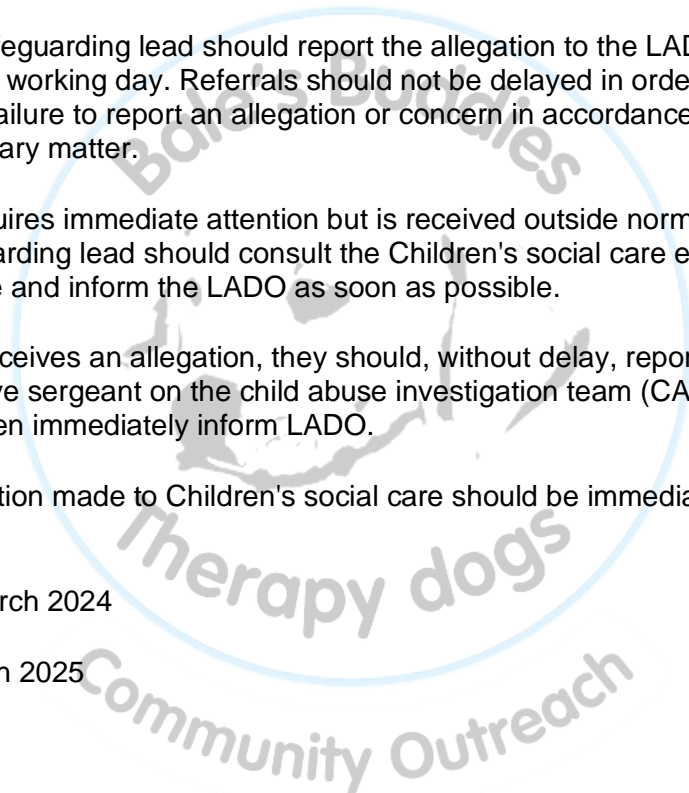 feguarding lead should report the allegation to the LAD
working day. Referrals should not be delayed in orde
ailure to report an allegation or concern in accordance
ary matter.
uires immediate attention but is received outside norm
arding lead should consult the Children's social care e
e and inform the LADO as soon as possible.
ceives an allegation, they should, without delay, repor
ve sergeant on the child abuse investigation team (CA
en immediately inform LADO.
tion made to Children's social care should be immedia
rch 2024
n 2025
Bale's Buddies
Therapy dogs
Community Outreach